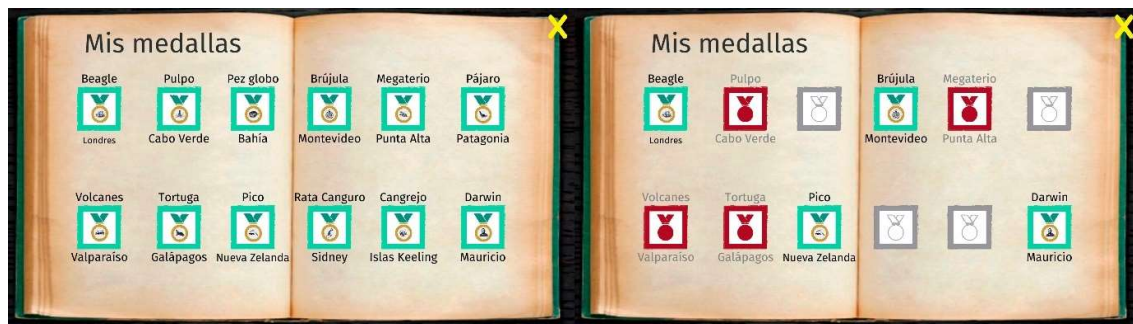 Mis medallas
Beagle Pulpo Pez globo Brújula Megaterio Pájaro
Londres Cabo Verde Bahía Montevideo Punta Alta Patagonia
Volcanes Tortuga Pico Rata Canguro Cangrejo Darwin
Valparaíso Galápagos Nueva Zelanda Sidney Islas Keeling Mauricio
X
Mis medallas
Beagle Pulpo Brújula Megaterio
Londres Cabo Verde Montevideo Punta Alta
Volcanes Tortuga Pico Darwin
Valparaíso Galápagos Nueva Zelanda Mauricio
X